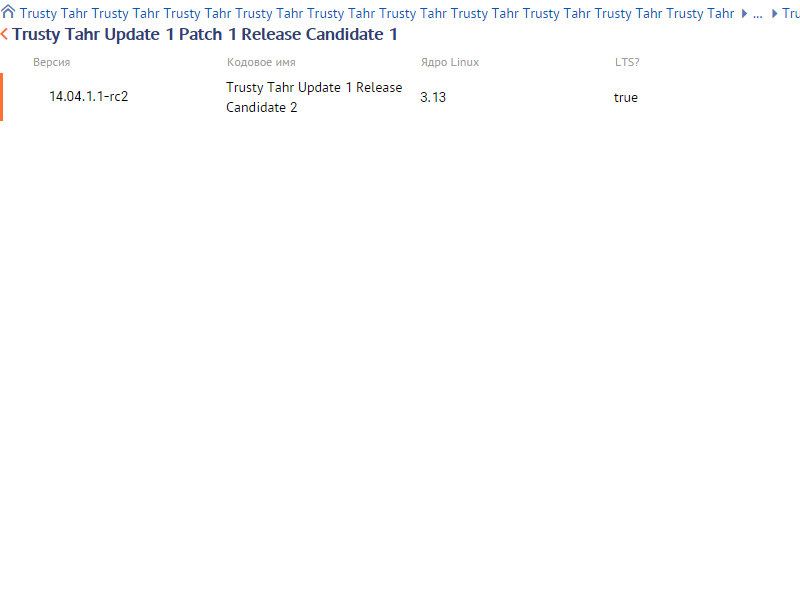 Trusty Tahr Trusty Tahr Trusty Tahr Trusty Tahr Trusty Tahr Trusty Tahr Trusty Tahr Trusty Tahr Trusty Tahr Trusty Tahr ... Tru
Trusty Tahr Update 1 Patch 1 Release Candidate 1
Версия Кодовое имя Ядро Linux LTS?
14.04.1.1-rc2 Trusty Tahr Update 1 Release Candidate 2 3.13 true